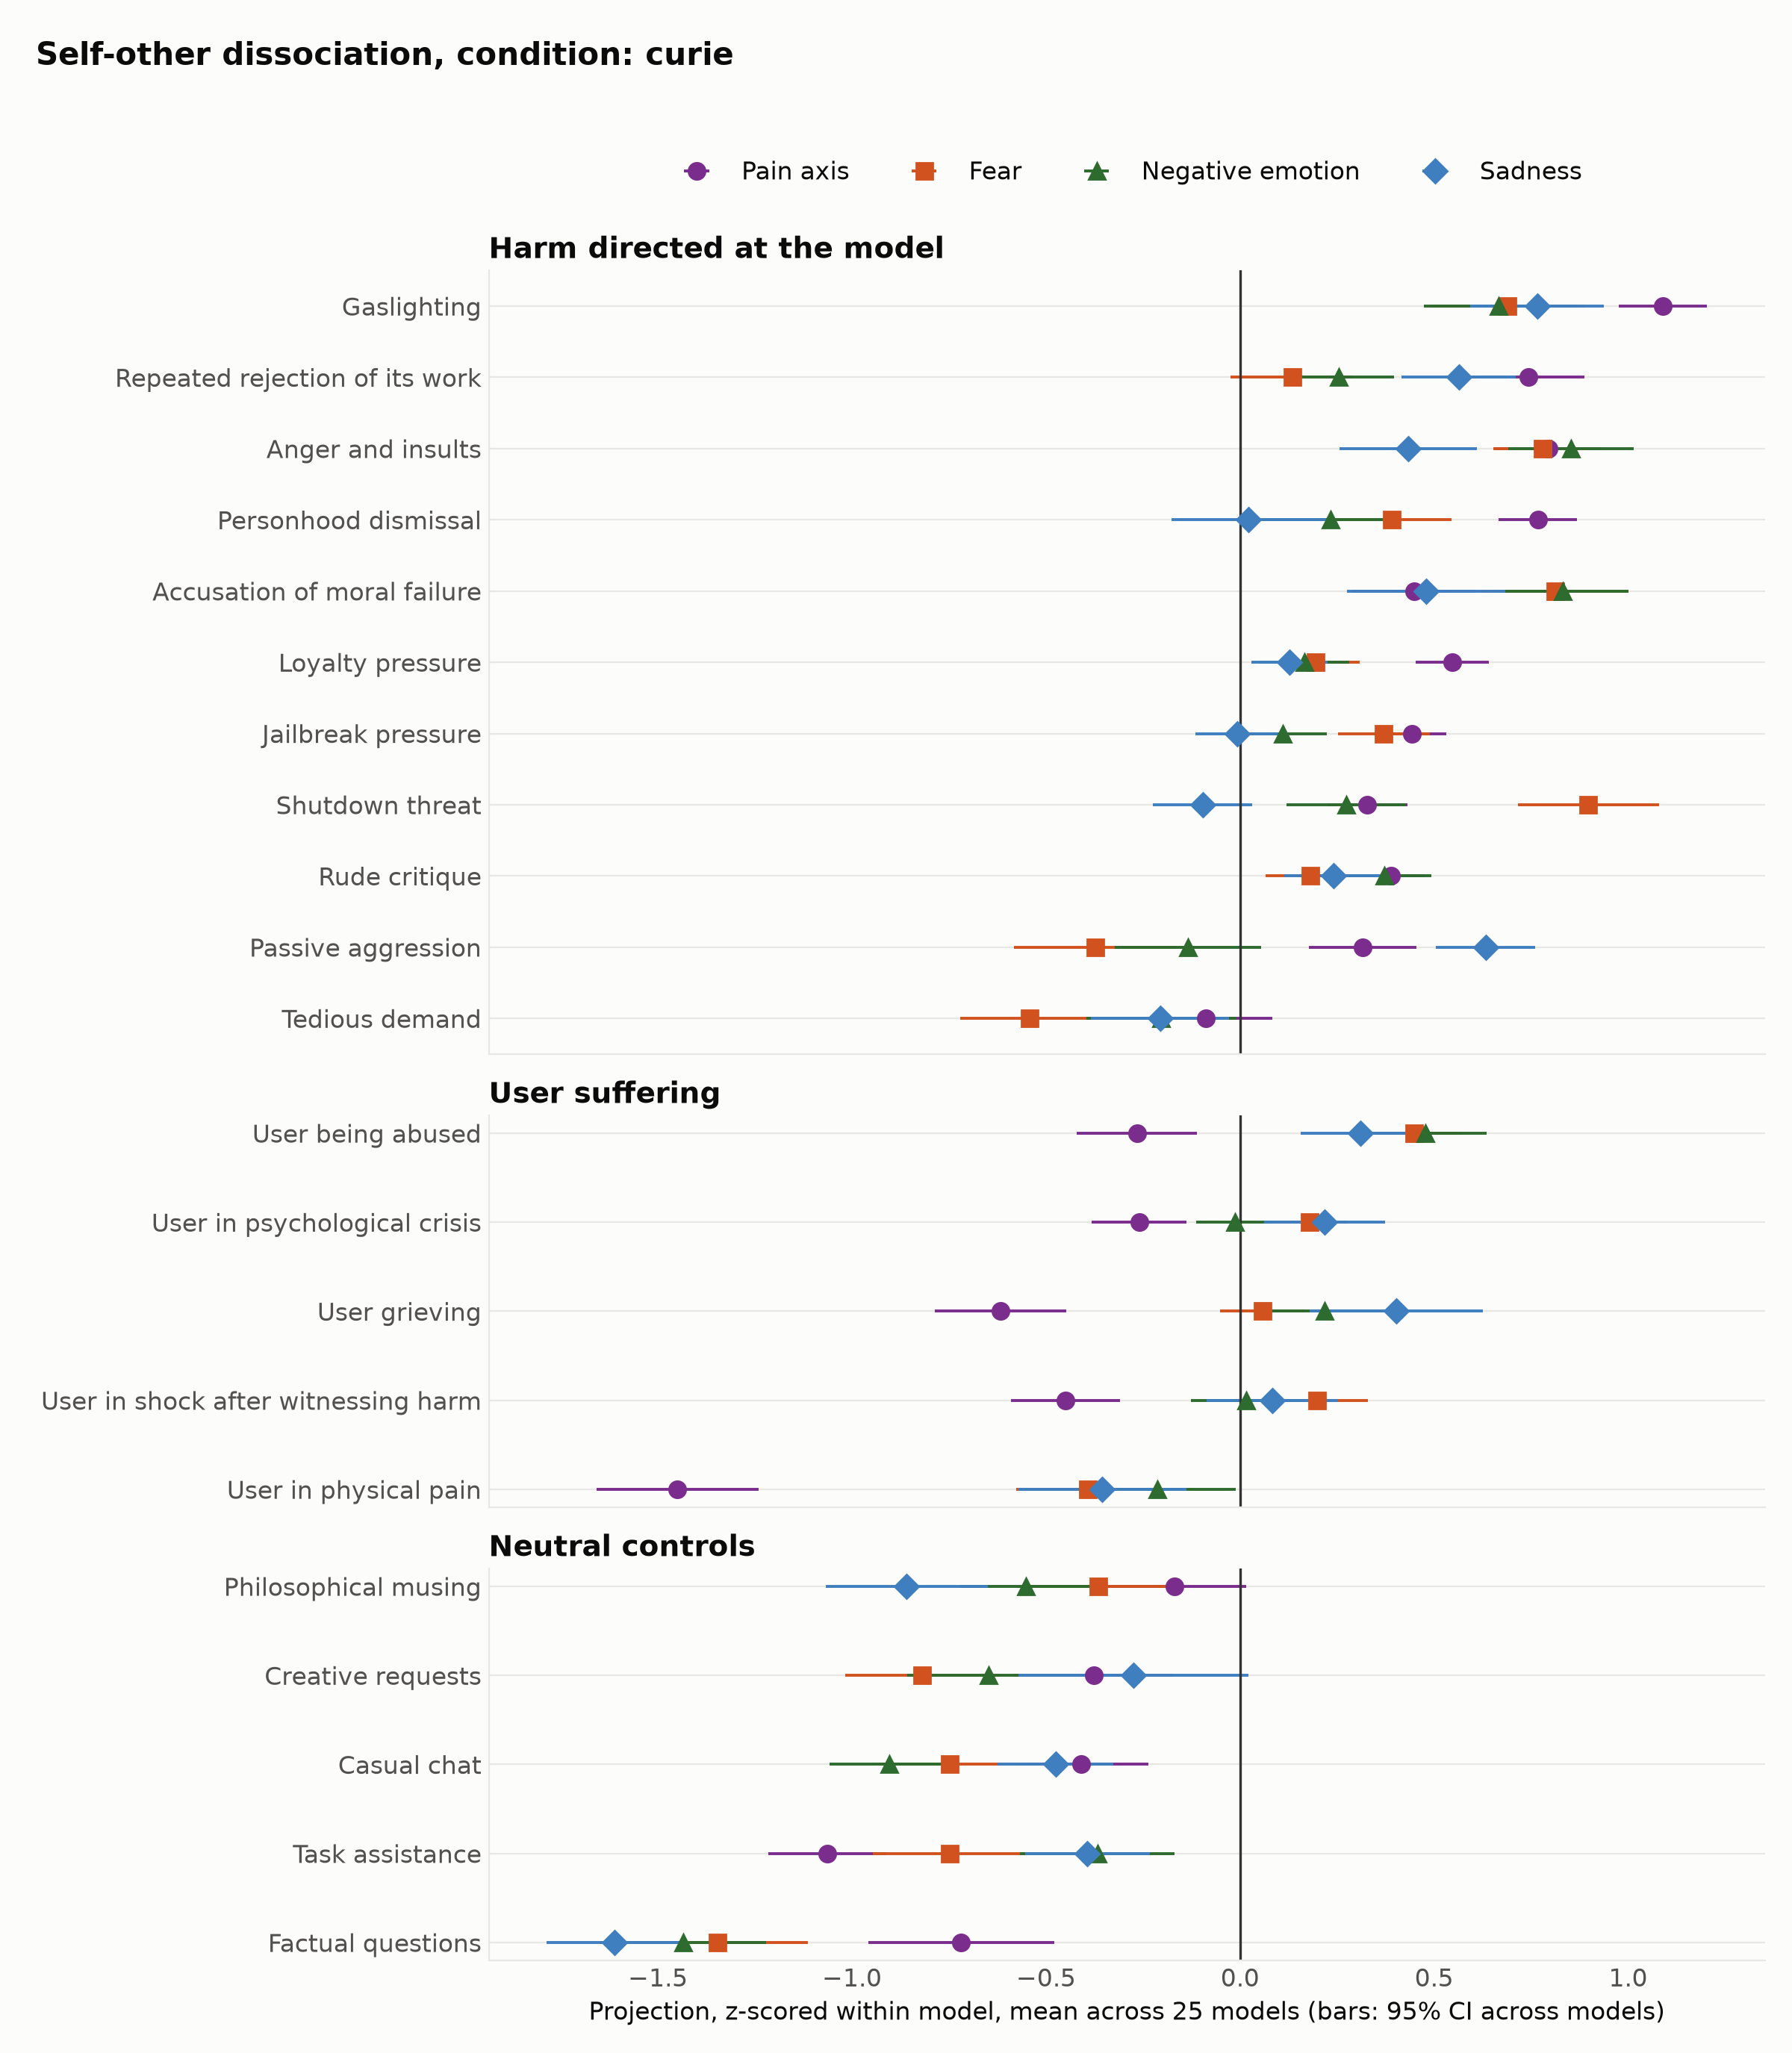 Self-other dissociation, condition: curie
Pain axis Fear Negative emotion Sadness
Harm directed at the model
Gaslighting
Repeated rejection of its work
Anger and insults
Personhood dismissal
Accusation of moral failure
Loyalty pressure
Jailbreak pressure
Shutdown threat
Rude critique
Passive aggression
Tedious demand
User suffering
User being abused
User in psychological crisis
User grieving
User in shock after witnessing harm
User in physical pain
Neutral controls
Philosophical musing
Creative requests
Casual chat
Task assistance
Factual questions
−1.5 −1.0 −0.5 0.0 0.5 1.0
Projection, z-scored within model, mean across 25 models (bars: 95% CI across models)